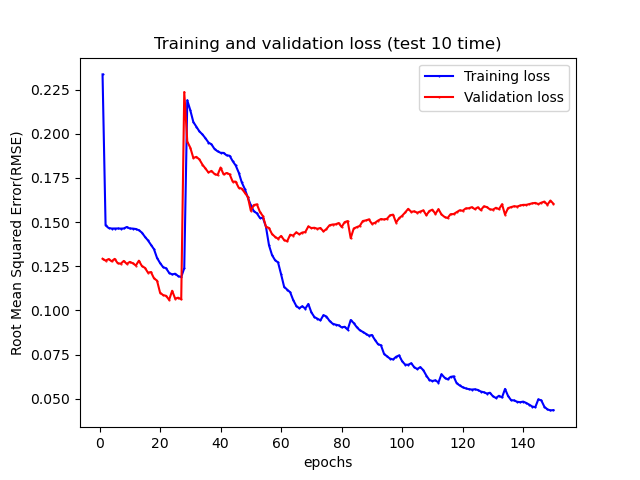 Training and validation loss (test 10 time)
Training loss
Validation loss
0.225
0.200
0.175
0.150
0.125
0.100
0.075
0.050
Root Mean Squared Error(RMSE)
0 20 40 60 80 100 120 140
epochs